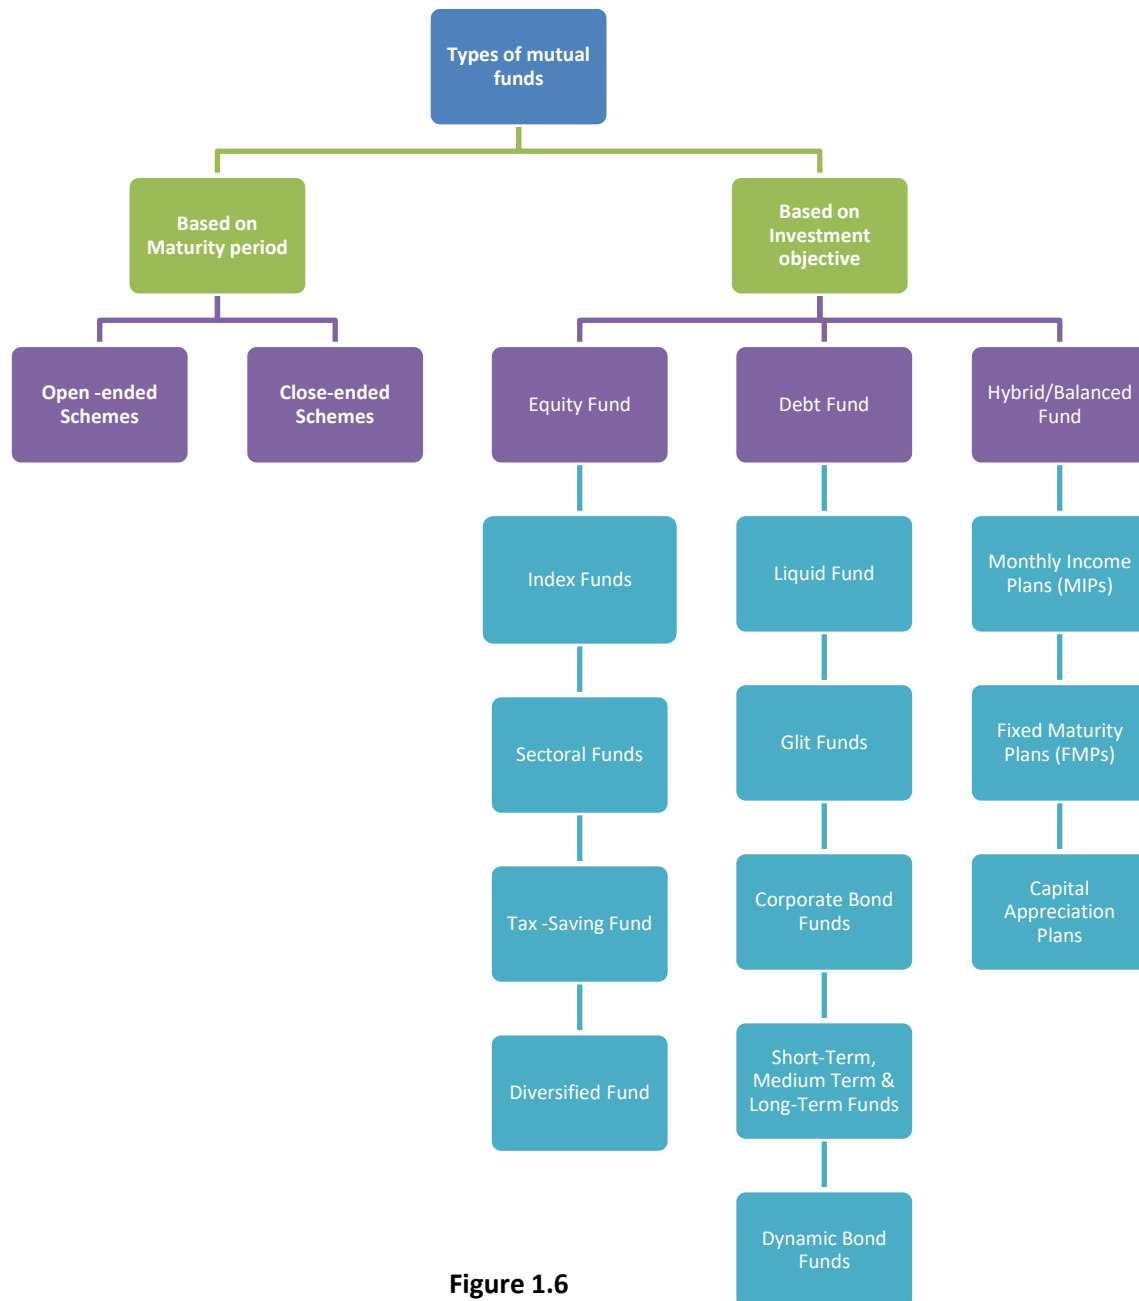 Types of mutual
funds
Based on
Maturity period
Based on
Investment
objective
Open -ended
Schemes
Close-ended
Schemes
Equity Fund
Debt Fund
Hybrid/Balanced
Fund
Index Funds
Liquid Fund
Monthly Income
Plans (MIPs)
Sectoral Funds
Glit Funds
Fixed Maturity
Plans (FMPs)
Tax -Saving Fund
Corporate Bond
Funds
Capital
Appreciation
Plans
Diversified Fund
Short-Term,
Medium Term &
Long-Term Funds
Dynamic Bond
Funds
Figure 1.6